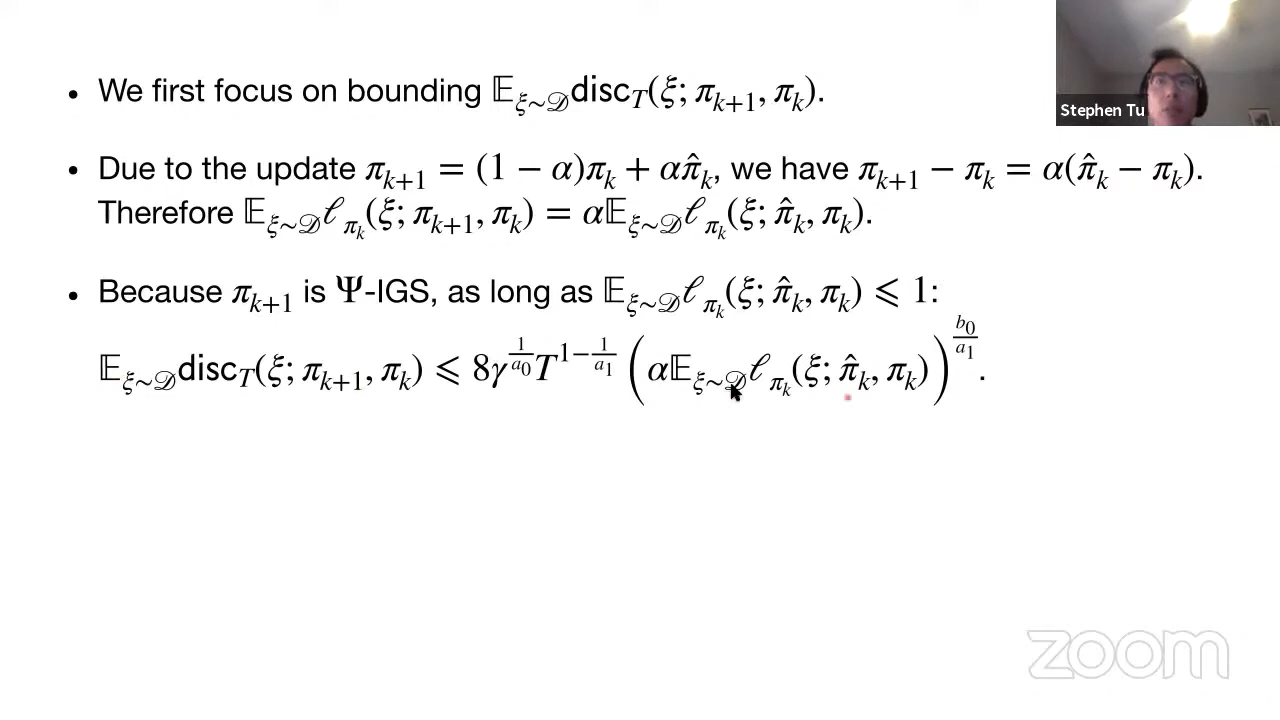 • We first focus on bounding 𝔼_{ξ∼𝒟}disc_T(ξ; π_{k+1}, π_k).
• Due to the update π_{k+1} = (1 − α)π_k + απ̂_k, we have π_{k+1} − π_k = α(π̂_k − π_k).
Therefore 𝔼_{ξ∼𝒟}ℓ_{π_k}(ξ; π_{k+1}, π_k) = α𝔼_{ξ∼𝒟}ℓ_{π_k}(ξ; π̂_k, π_k).
• Because π_{k+1} is Ψ-IGS, as long as 𝔼_{ξ∼𝒟}ℓ_{π_k}(ξ; π̂_k, π_k) ⩽ 1:
𝔼_{ξ∼𝒟}disc_T(ξ; π_{k+1}, π_k) ⩽ 8γ^{1/a_0}T^{1−1/a_1}(α𝔼_{ξ∼𝒟}ℓ_{π_k}(ξ; π̂_k, π_k))^{b_0/a_1}.
Stephen Tu
zoom